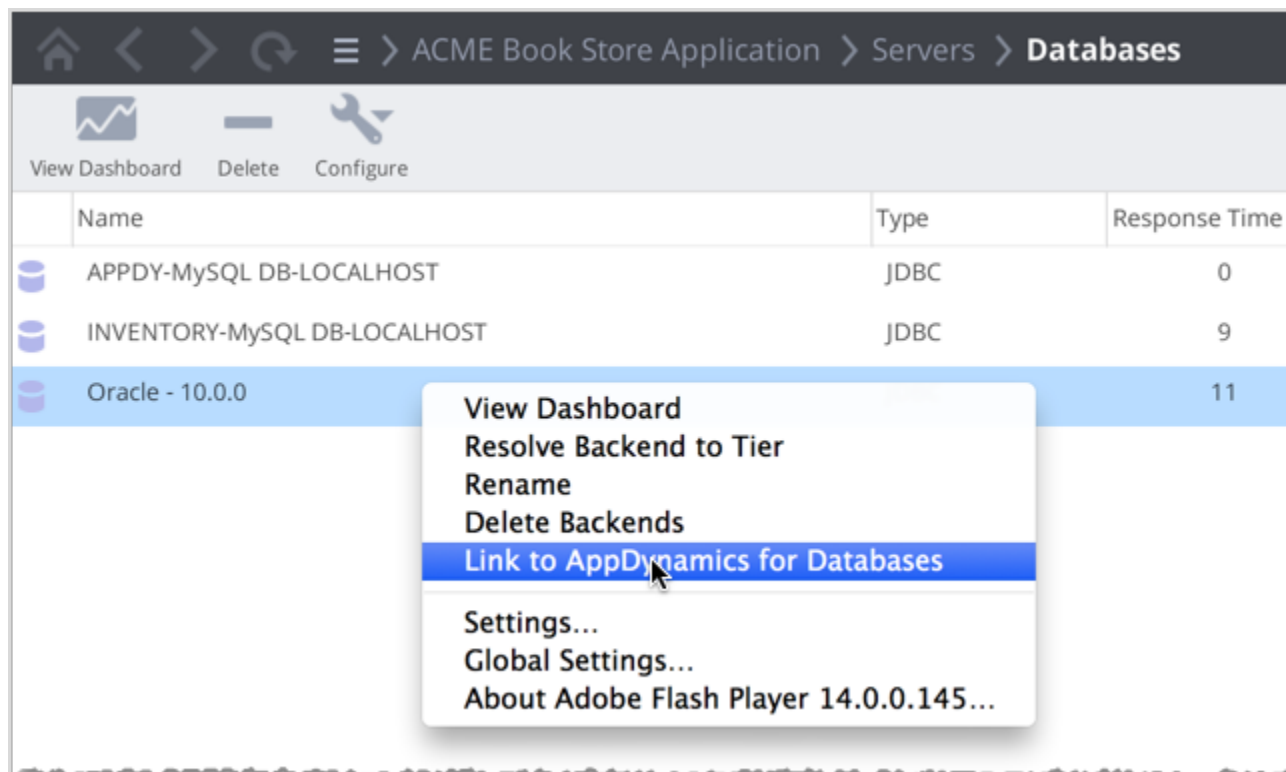 ACME Book Store Application Servers Databases
View Dashboard Delete Configure
Name Type Response Time
APPDY-MySQL DB-LOCALHOST JDBC 0
INVENTORY-MySQL DB-LOCALHOST JDBC 9
Oracle - 10.0.0 11
View Dashboard
Resolve Backend to Tier
Rename
Delete Backends
Link to AppDynamics for Databases
Settings...
Global Settings...
About Adobe Flash Player 14.0.0.145...